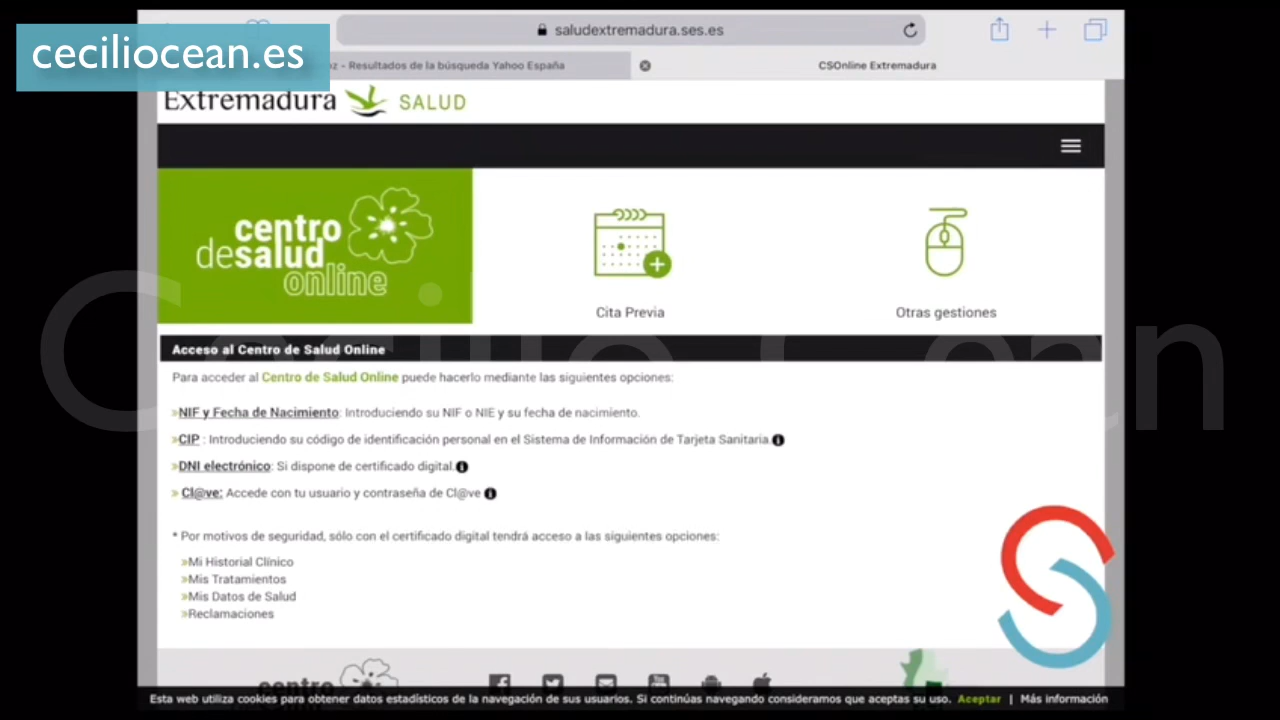 ceciliocean.es
saludextremadura.ses.es
z - Resultados de la búsqueda Yahoo España
CSOnline Extremadura
Extremadura SALUD
centro
desalud
online
Cita Previa
Otras gestiones
Cecilio Cean
Acceso al Centro de Salud Online
Para acceder al Centro de Salud Online puede hacerlo mediante las siguientes opciones:
»NIF y Fecha de Nacimiento: Introduciendo su NIF o NIE y su fecha de nacimiento.
»CIP : Introduciendo su código de identificación personal en el Sistema de Información de Tarjeta Sanitaria.
»DNI electrónico: Si dispone de certificado digital.
» Cl@ve: Accede con tu usuario y contraseña de Cl@ve
* Por motivos de seguridad, sólo con el certificado digital tendrá acceso a las siguientes opciones:
»Mi Historial Clínico
»Mis Tratamientos
»Mis Datos de Salud
»Reclamaciones
centro
Esta web utiliza cookies para obtener datos estadísticos de la navegación de sus usuarios. Si continúas navegando consideramos que aceptas su uso. Aceptar | Más información